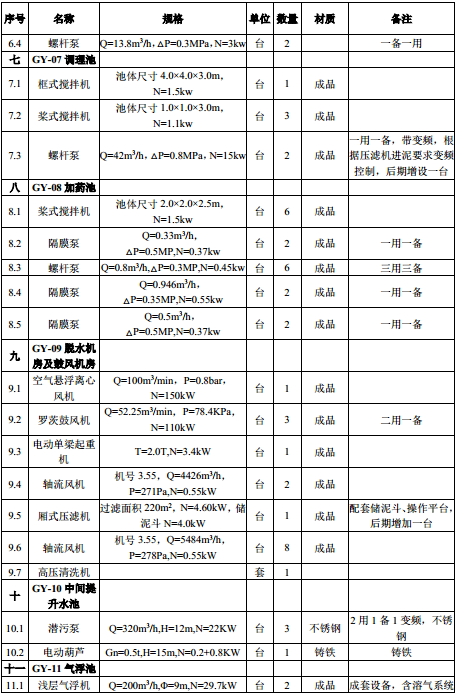 序号 名称 规格 单位 数量 材质 备注
6.4 螺杆泵 Q=13.8m³/h,△P=0.3MPa,N=3kw 台 2 一备一用
七 GY-07 调理池
7.1 框式搅拌机 池体尺寸 4.0×4.0×3.0m,
N=1.5kw 台 1 成品
7.2 桨式搅拌机 池体尺寸 1.0×1.0×3.0m,
N=1.1kw 台 3 成品
7.3 螺杆泵 Q=42m³/h,△P=0.8MPa,N=15kw 台 2 成品 一用一备，带变频，根
据压滤机进泥要求变频
控制，后期增设一台
八 GY-08 加药池
8.1 桨式搅拌机 池体尺寸 2.0×2.0×2.5m,
N=1.5kw 台 6 成品
8.2 隔膜泵 Q=0.33m³/h,
△P=0.5MP,N=0.37kw 台 2 成品 一用一备
8.3 螺杆泵 Q=0.8m³/h,△P=0.3MP,N=0.45kw 台 6 成品 三用三备
8.4 隔膜泵 Q=0.946m³/h,
△P=0.35MP,N=0.55kw 台 2 成品 一用一备
8.5 隔膜泵 Q=0.5m³/h,
△P=0.5MP,N=0.37kw 台 2 成品 一用一备
九 GY-09 脱水机
房及鼓风机房
9.1 空气悬浮离心
风机 Q=100m³/min，P=0.8bar,
N=150kW 台 1 成品
9.2 罗茨鼓风机 Q=52.25m³/min，P=78.4KPa,
N=110kW 台 3 成品 二用一备
9.3 电动单梁起重
机 T=2.0T,N=3.4kW 台 1 成品
9.4 轴流风机 机号 3.55，Q=4426m³/h,
P=271Pa,N=0.55kW 台 2 成品
9.5 厢式压滤机 过滤面积 220m²，N=4.60kW，储
泥斗 N=4.0kW 台 1 成品 配套储泥斗、操作平台，
后期增加一台
9.6 轴流风机 机号 3.55，Q=5484m³/h,
P=278Pa,N=0.55kW 台 8 成品
9.7 高压清洗机 套 1
十 GY-10 中间提
升水池
10.1 潜污泵 Q=320m³/h,H=12m,N=22KW 台 3 不锈钢 2 用 1 备 1 变频，不锈
钢
10.2 电动葫芦 Gn=0.5t,H=15m,N=0.2+0.8KW 台 1 铸铁 铸铁
十一 GY-11 气浮池
11.1 浅层气浮机 Q=200m³/h,Φ=9m,N=29.7kW 台 2 成品 成套设备，含溶气系统